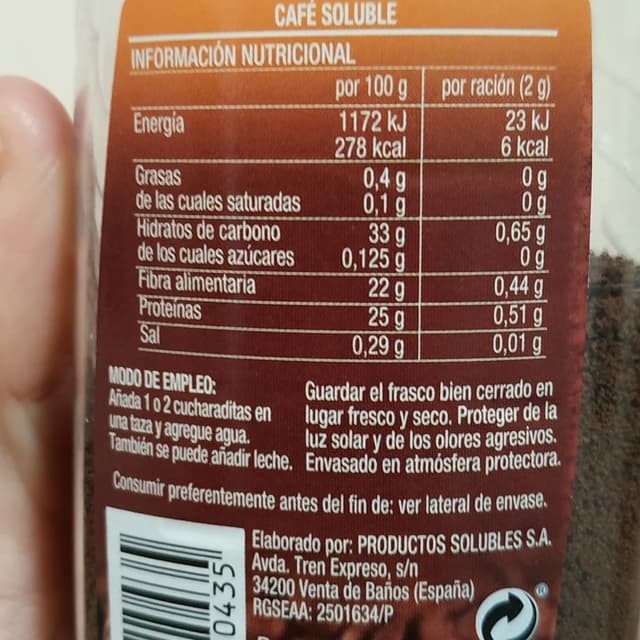 CAFÉ SOLUBLE
INFORMACIÓN NUTRICIONAL
por 100 g por ración (2 g)
Energía 1172 kJ 23 kJ
278 kcal 6 kcal
Grasas 0,4 g 0 g
de las cuales saturadas 0,1 g 0 g
Hidratos de carbono 33 g 0,65 g
de los cuales azúcares 0,125 g 0 g
Fibra alimentaria 22 g 0,44 g
Proteínas 25 g 0,51 g
Sal 0,29 g 0,01 g
MODO DE EMPLEO:
Añada 1 o 2 cucharaditas en
una taza y agregue agua.
También se puede añadir leche.
Guardar el frasco bien cerrado en
lugar fresco y seco. Proteger de la
luz solar y de los olores agresivos.
Envasado en atmósfera protectora.
Consumir preferentemente antes del fin de: ver lateral de envase.
Elaborado por: PRODUCTOS SOLUBLES S.A.
Avda. Tren Expreso, s/n
34200 Venta de Baños (España)
RGSEAA: 2501634/P
0435
®